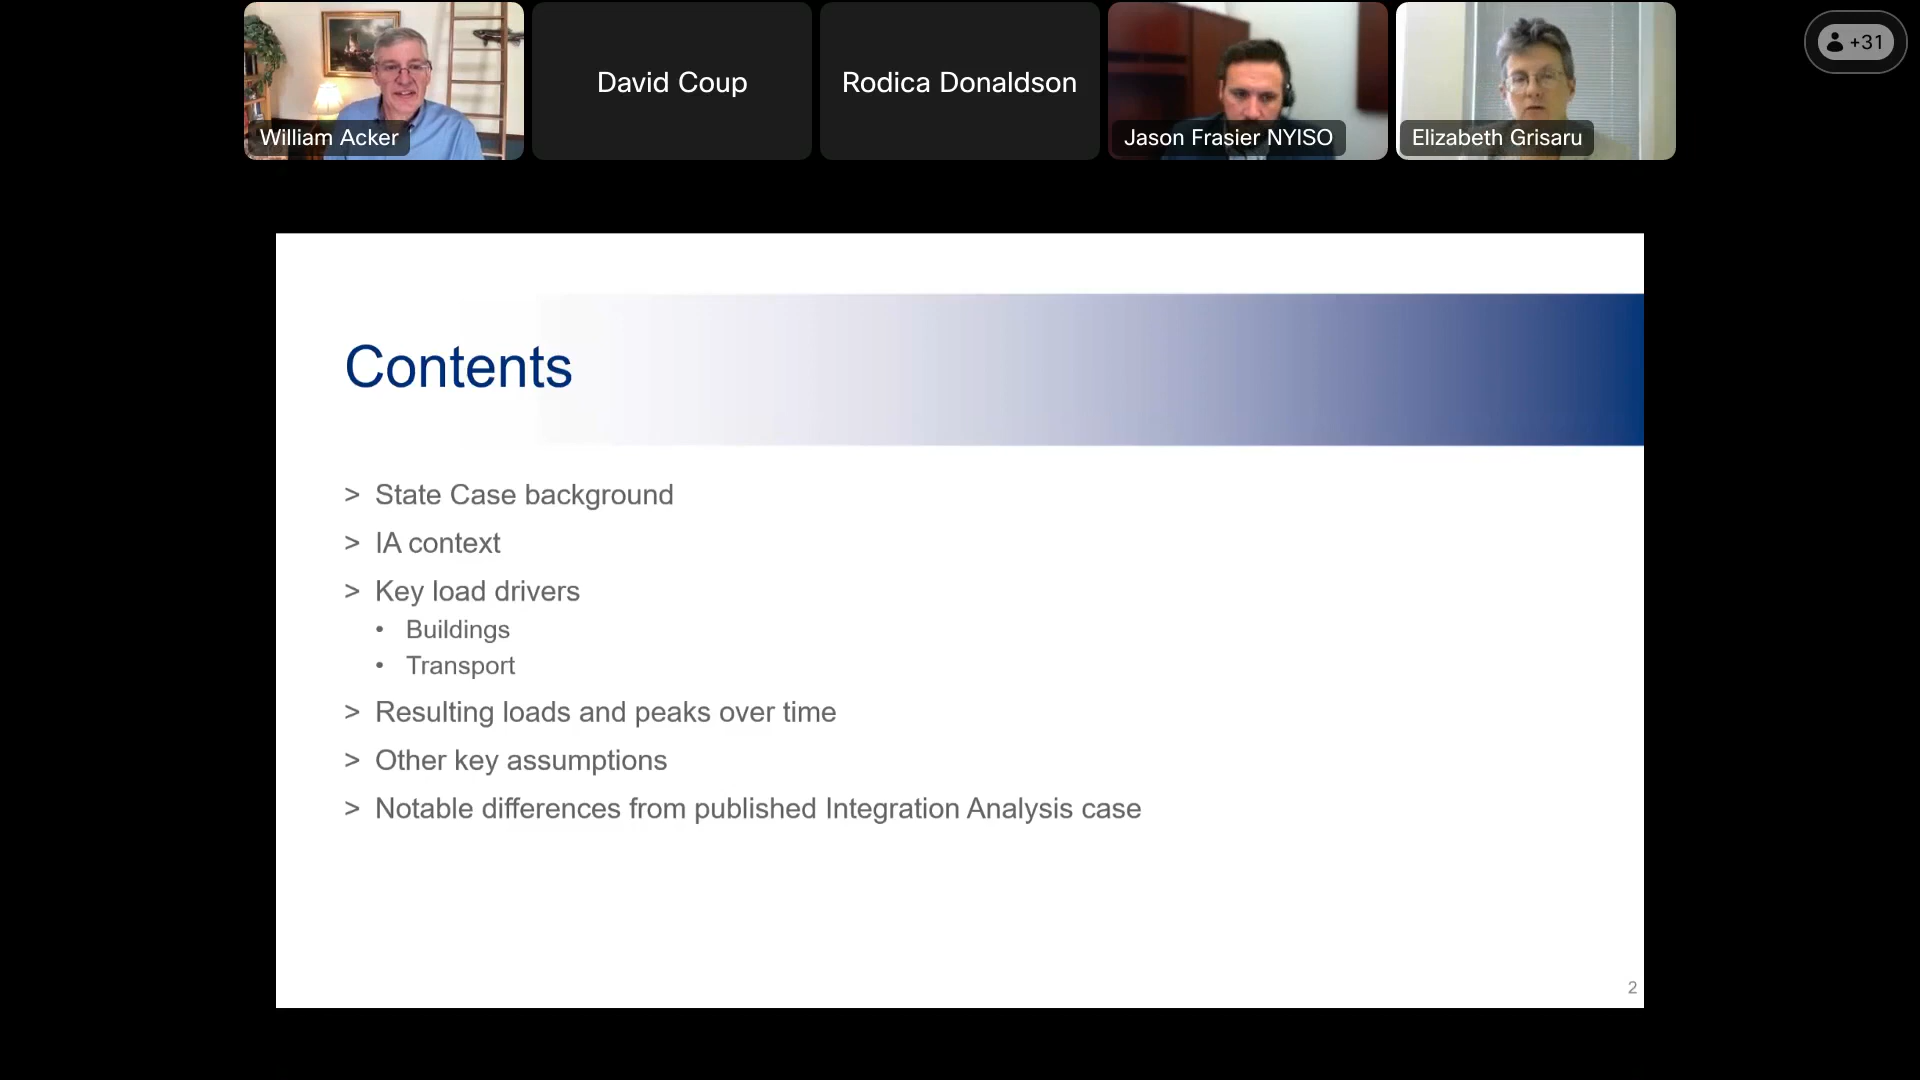 William Acker
David Coup
Rodica Donaldson
Jason Frasier NYISO
Elizabeth Grisaru
+31
Contents
> State Case background
> IA context
> Key load drivers
• Buildings
• Transport
> Resulting loads and peaks over time
> Other key assumptions
> Notable differences from published Integration Analysis case
2